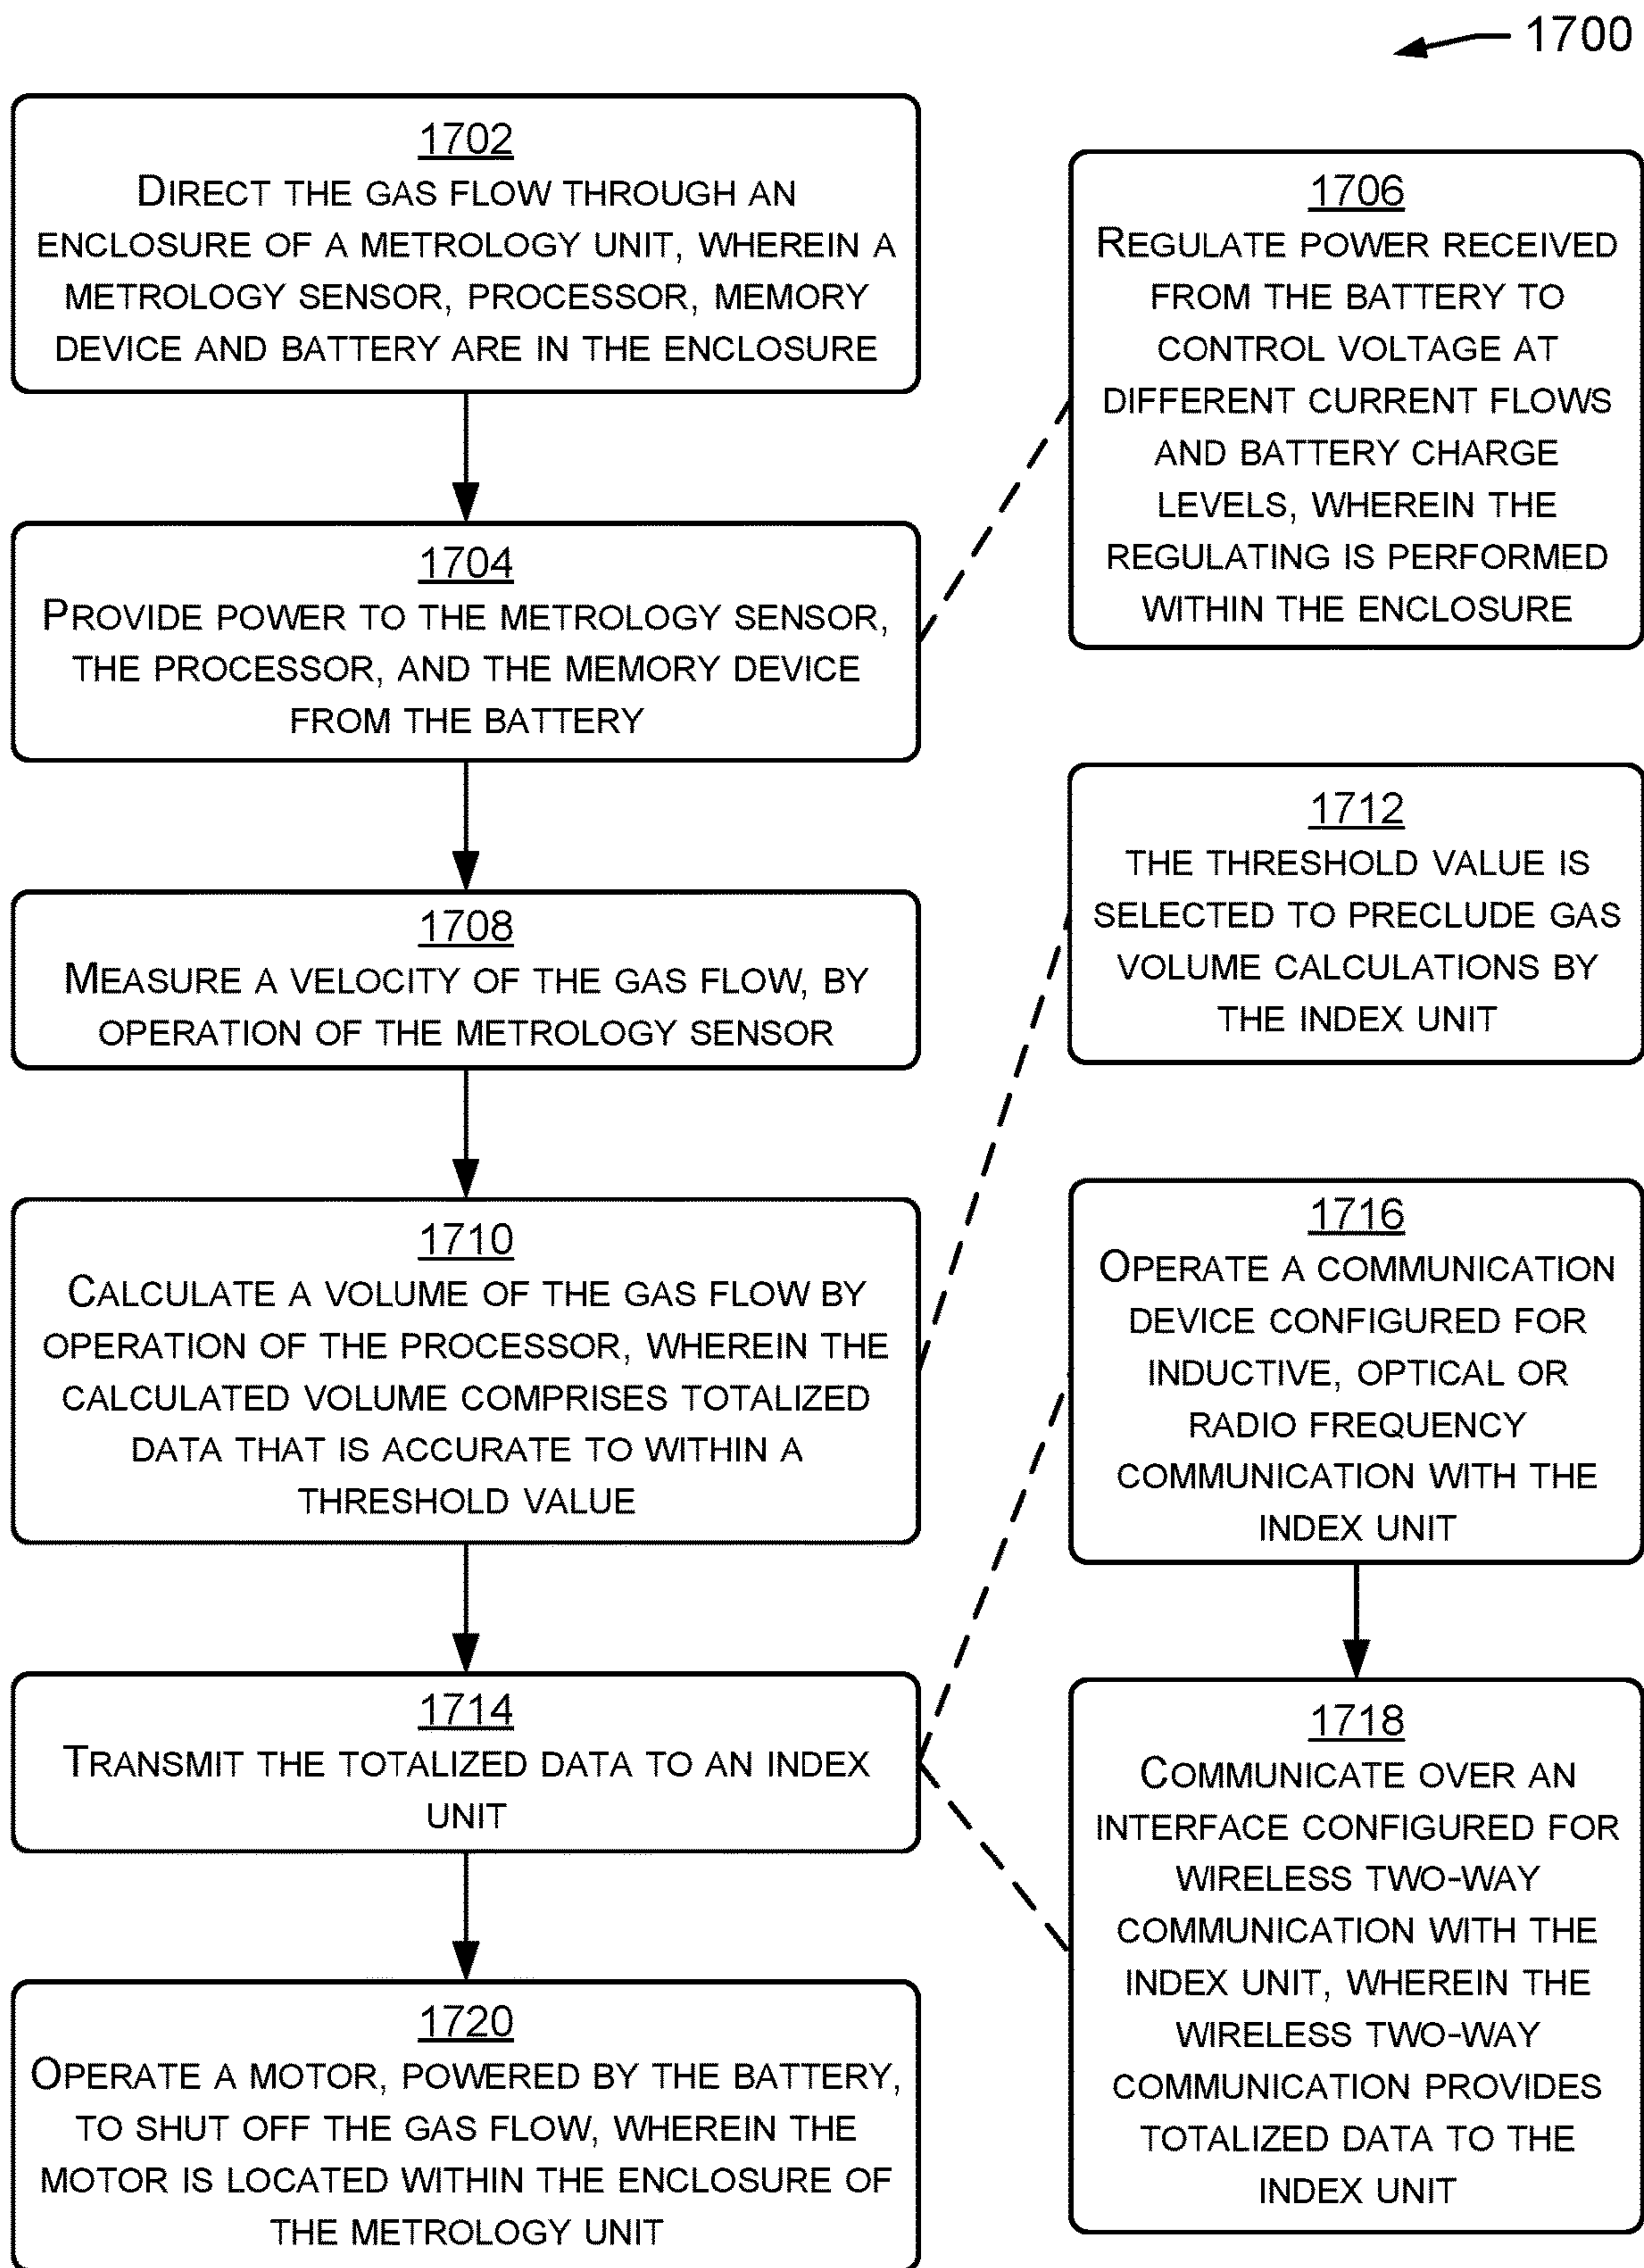 1700
1702
DIRECT THE GAS FLOW THROUGH AN
ENCLOSURE OF A METROLOGY UNIT, WHEREIN A
METROLOGY SENSOR, PROCESSOR, MEMORY
DEVICE AND BATTERY ARE IN THE ENCLOSURE
1704
PROVIDE POWER TO THE METROLOGY SENSOR,
THE PROCESSOR, AND THE MEMORY DEVICE
FROM THE BATTERY
1706
REGULATE POWER RECEIVED
FROM THE BATTERY TO
CONTROL VOLTAGE AT
DIFFERENT CURRENT FLOWS
AND BATTERY CHARGE
LEVELS, WHEREIN THE
REGULATING IS PERFORMED
WITHIN THE ENCLOSURE
1708
MEASURE A VELOCITY OF THE GAS FLOW, BY
OPERATION OF THE METROLOGY SENSOR
1710
CALCULATE A VOLUME OF THE GAS FLOW BY
OPERATION OF THE PROCESSOR, WHEREIN THE
CALCULATED VOLUME COMPRISES TOTALIZED
DATA THAT IS ACCURATE TO WITHIN A
THRESHOLD VALUE
1712
THE THRESHOLD VALUE IS
SELECTED TO PRECLUDE GAS
VOLUME CALCULATIONS BY
THE INDEX UNIT
1714
TRANSMIT THE TOTALIZED DATA TO AN INDEX
UNIT
1716
OPERATE A COMMUNICATION
DEVICE CONFIGURED FOR
INDUCTIVE, OPTICAL OR
RADIO FREQUENCY
COMMUNICATION WITH THE
INDEX UNIT
1718
COMMUNICATE OVER AN
INTERFACE CONFIGURED FOR
WIRELESS TWO-WAY
COMMUNICATION WITH THE
INDEX UNIT, WHEREIN THE
WIRELESS TWO-WAY
COMMUNICATION PROVIDES
TOTALIZED DATA TO THE
INDEX UNIT
1720
OPERATE A MOTOR, POWERED BY THE BATTERY,
TO SHUT OFF THE GAS FLOW, WHEREIN THE
MOTOR IS LOCATED WITHIN THE ENCLOSURE OF
THE METROLOGY UNIT